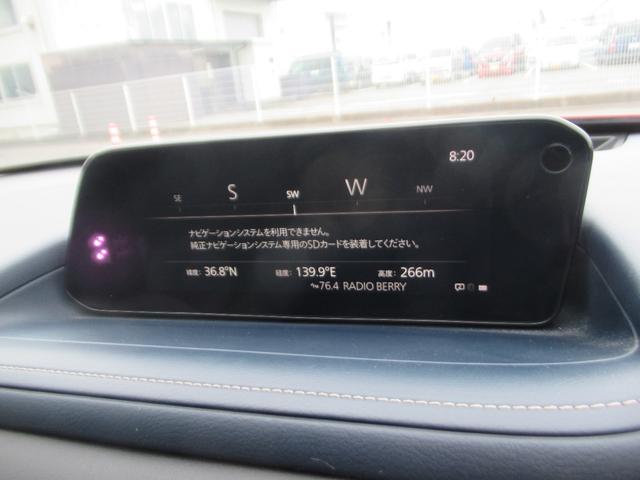 8:20
SE S SW W NW
ナビゲーションシステムを利用できません。
純正ナビゲーションシステム専用のSDカードを装着してください。
緯度: 36.8°N 経度: 139.9°E 高度: 266m
76.4 RADIO BERRY